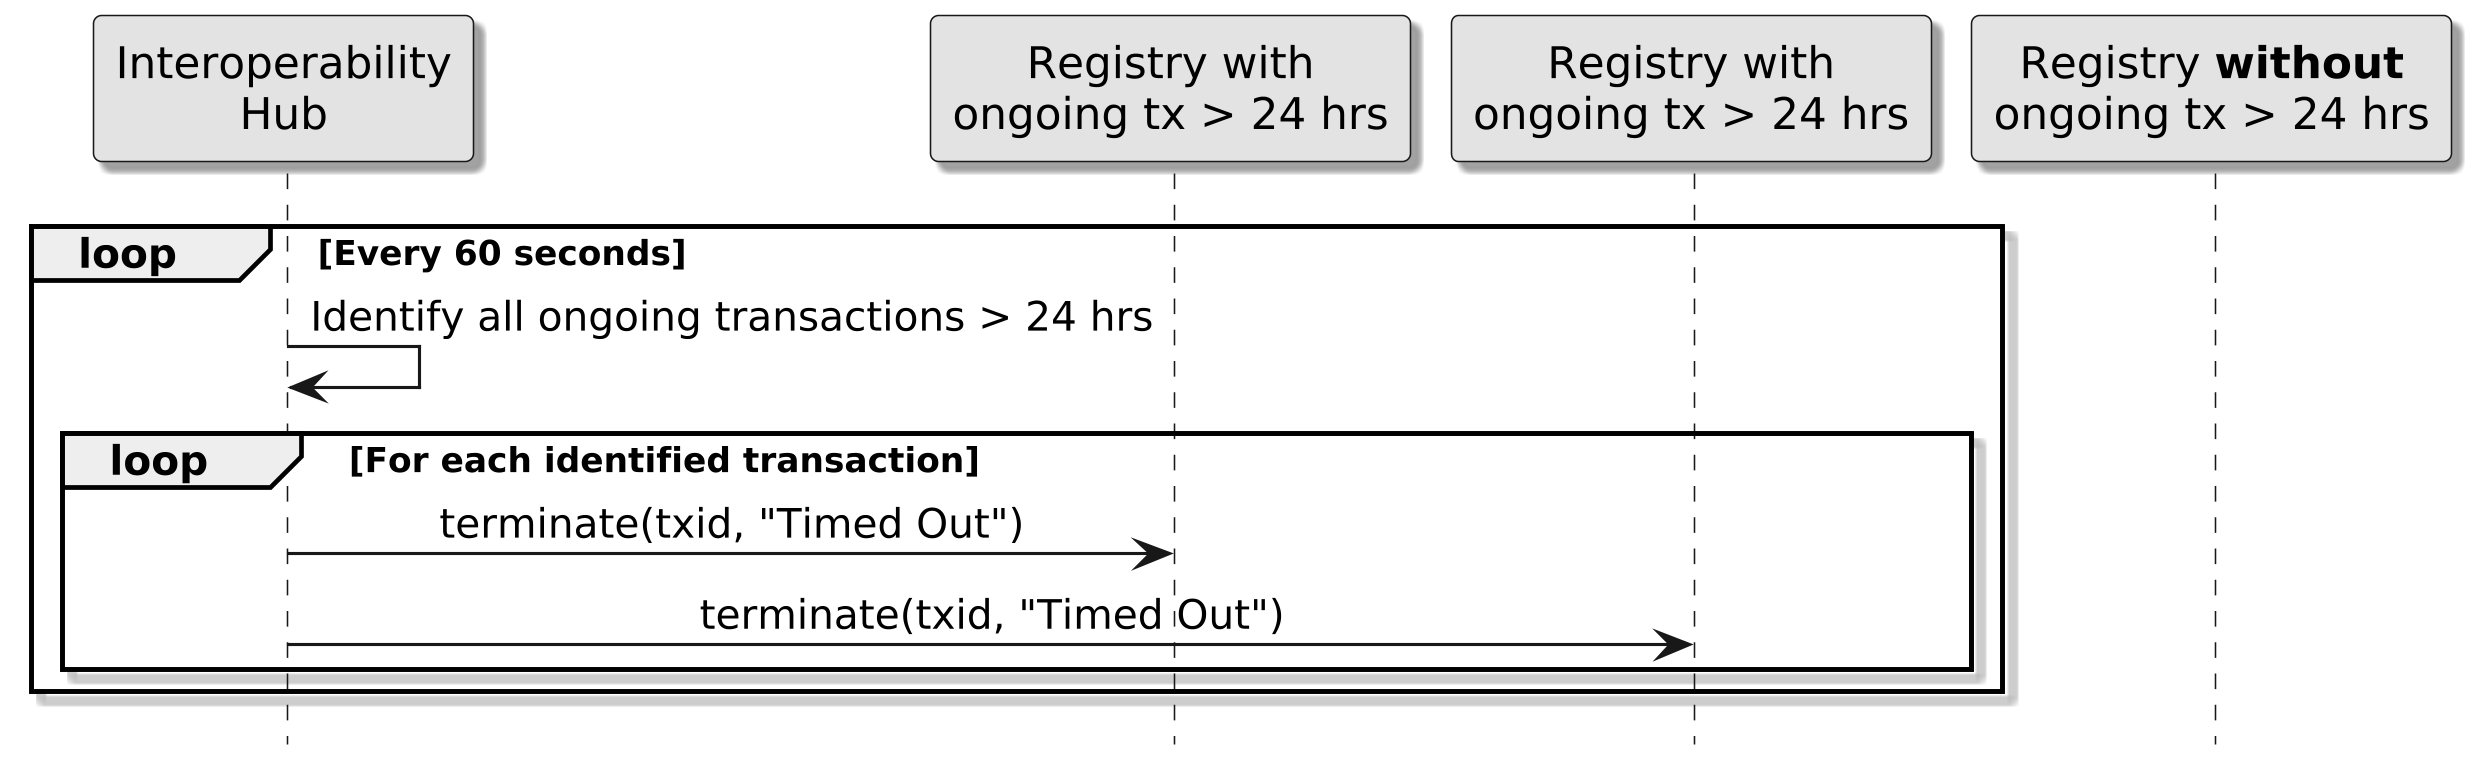 Interoperability
Hub
Registry with
ongoing tx > 24 hrs
Registry with
ongoing tx > 24 hrs
Registry without
ongoing tx > 24 hrs
loop
[Every 60 seconds]
Identify all ongoing transactions > 24 hrs
loop
[For each identified transaction]
terminate(txid, "Timed Out")
terminate(txid, "Timed Out")